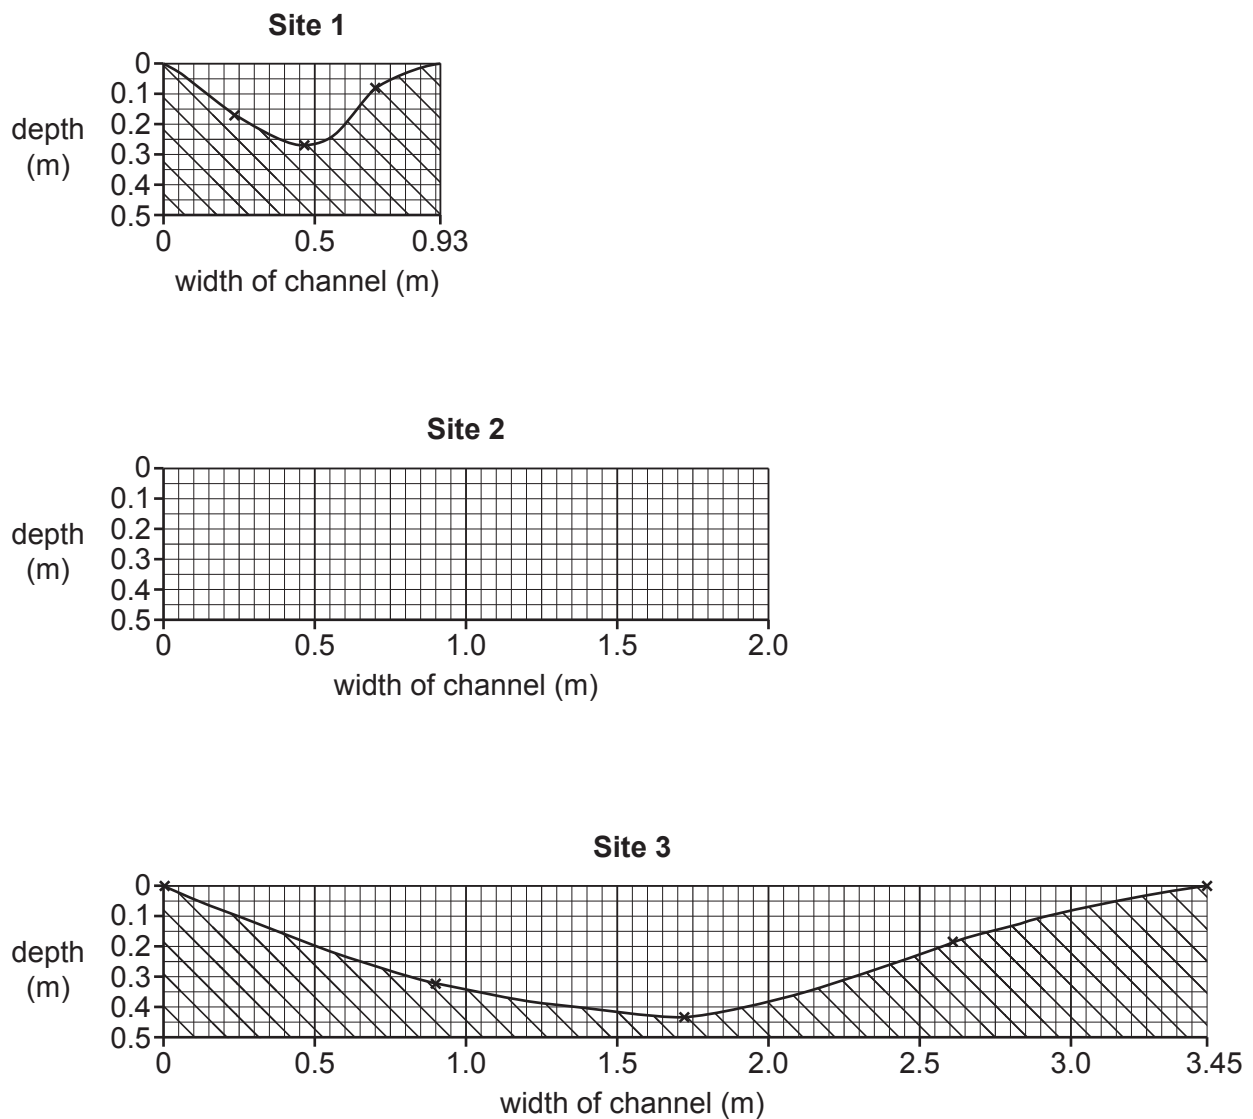 Site 1
0
0.1
0.2
0.3
0.4
0.5
depth
(m)
0 0.5 0.93
width of channel (m)
Site 2
0
0.1
0.2
0.3
0.4
0.5
depth
(m)
0 0.5 1.0 1.5 2.0
width of channel (m)
Site 3
0
0.1
0.2
0.3
0.4
0.5
depth
(m)
0 0.5 1.0 1.5 2.0 2.5 3.0 3.45
width of channel (m)